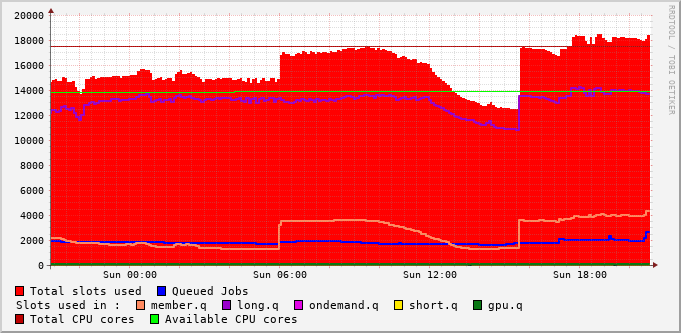 20000
18000
16000
14000
12000
10000
8000
6000
4000
2000
0
Sun 00:00 Sun 06:00 Sun 12:00 Sun 18:00
RRDTOOL / TOBI OETIKER
Total slots used Queued Jobs
Slots used in : member.q long.q ondemand.q short.q gpu.q
Total CPU cores Available CPU cores